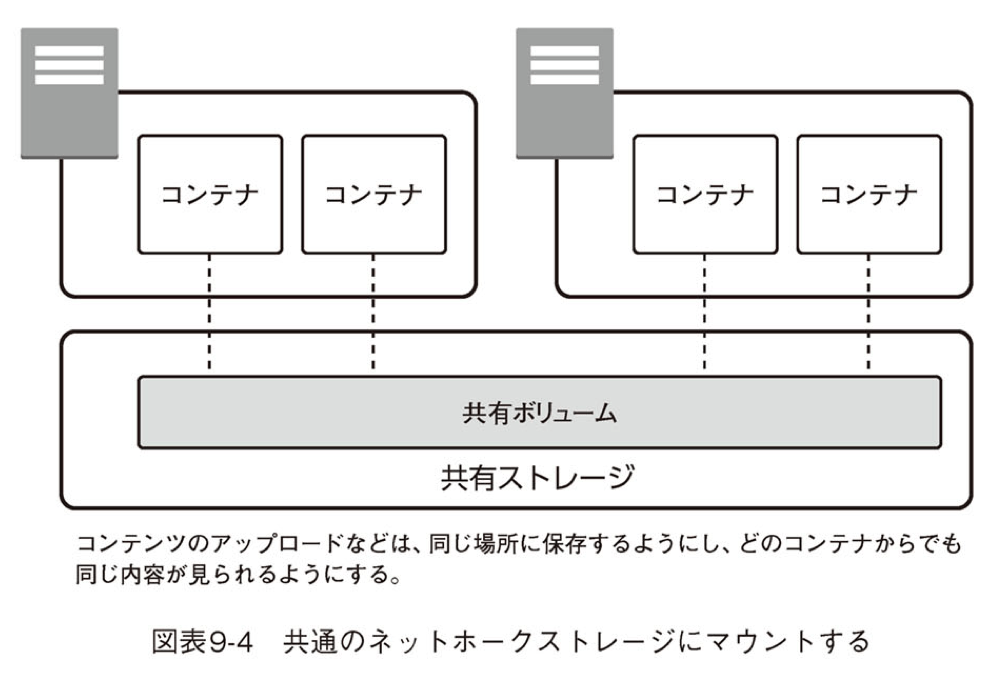 コンテナ
コンテナ
コンテナ
コンテナ
共有ボリューム
共有ストレージ
コンテンツのアップロードなどは、同じ場所に保存するようにし、どのコンテナからでも
同じ内容が見られるようにする。
図表9-4　共通のネットホークストレージにマウントする